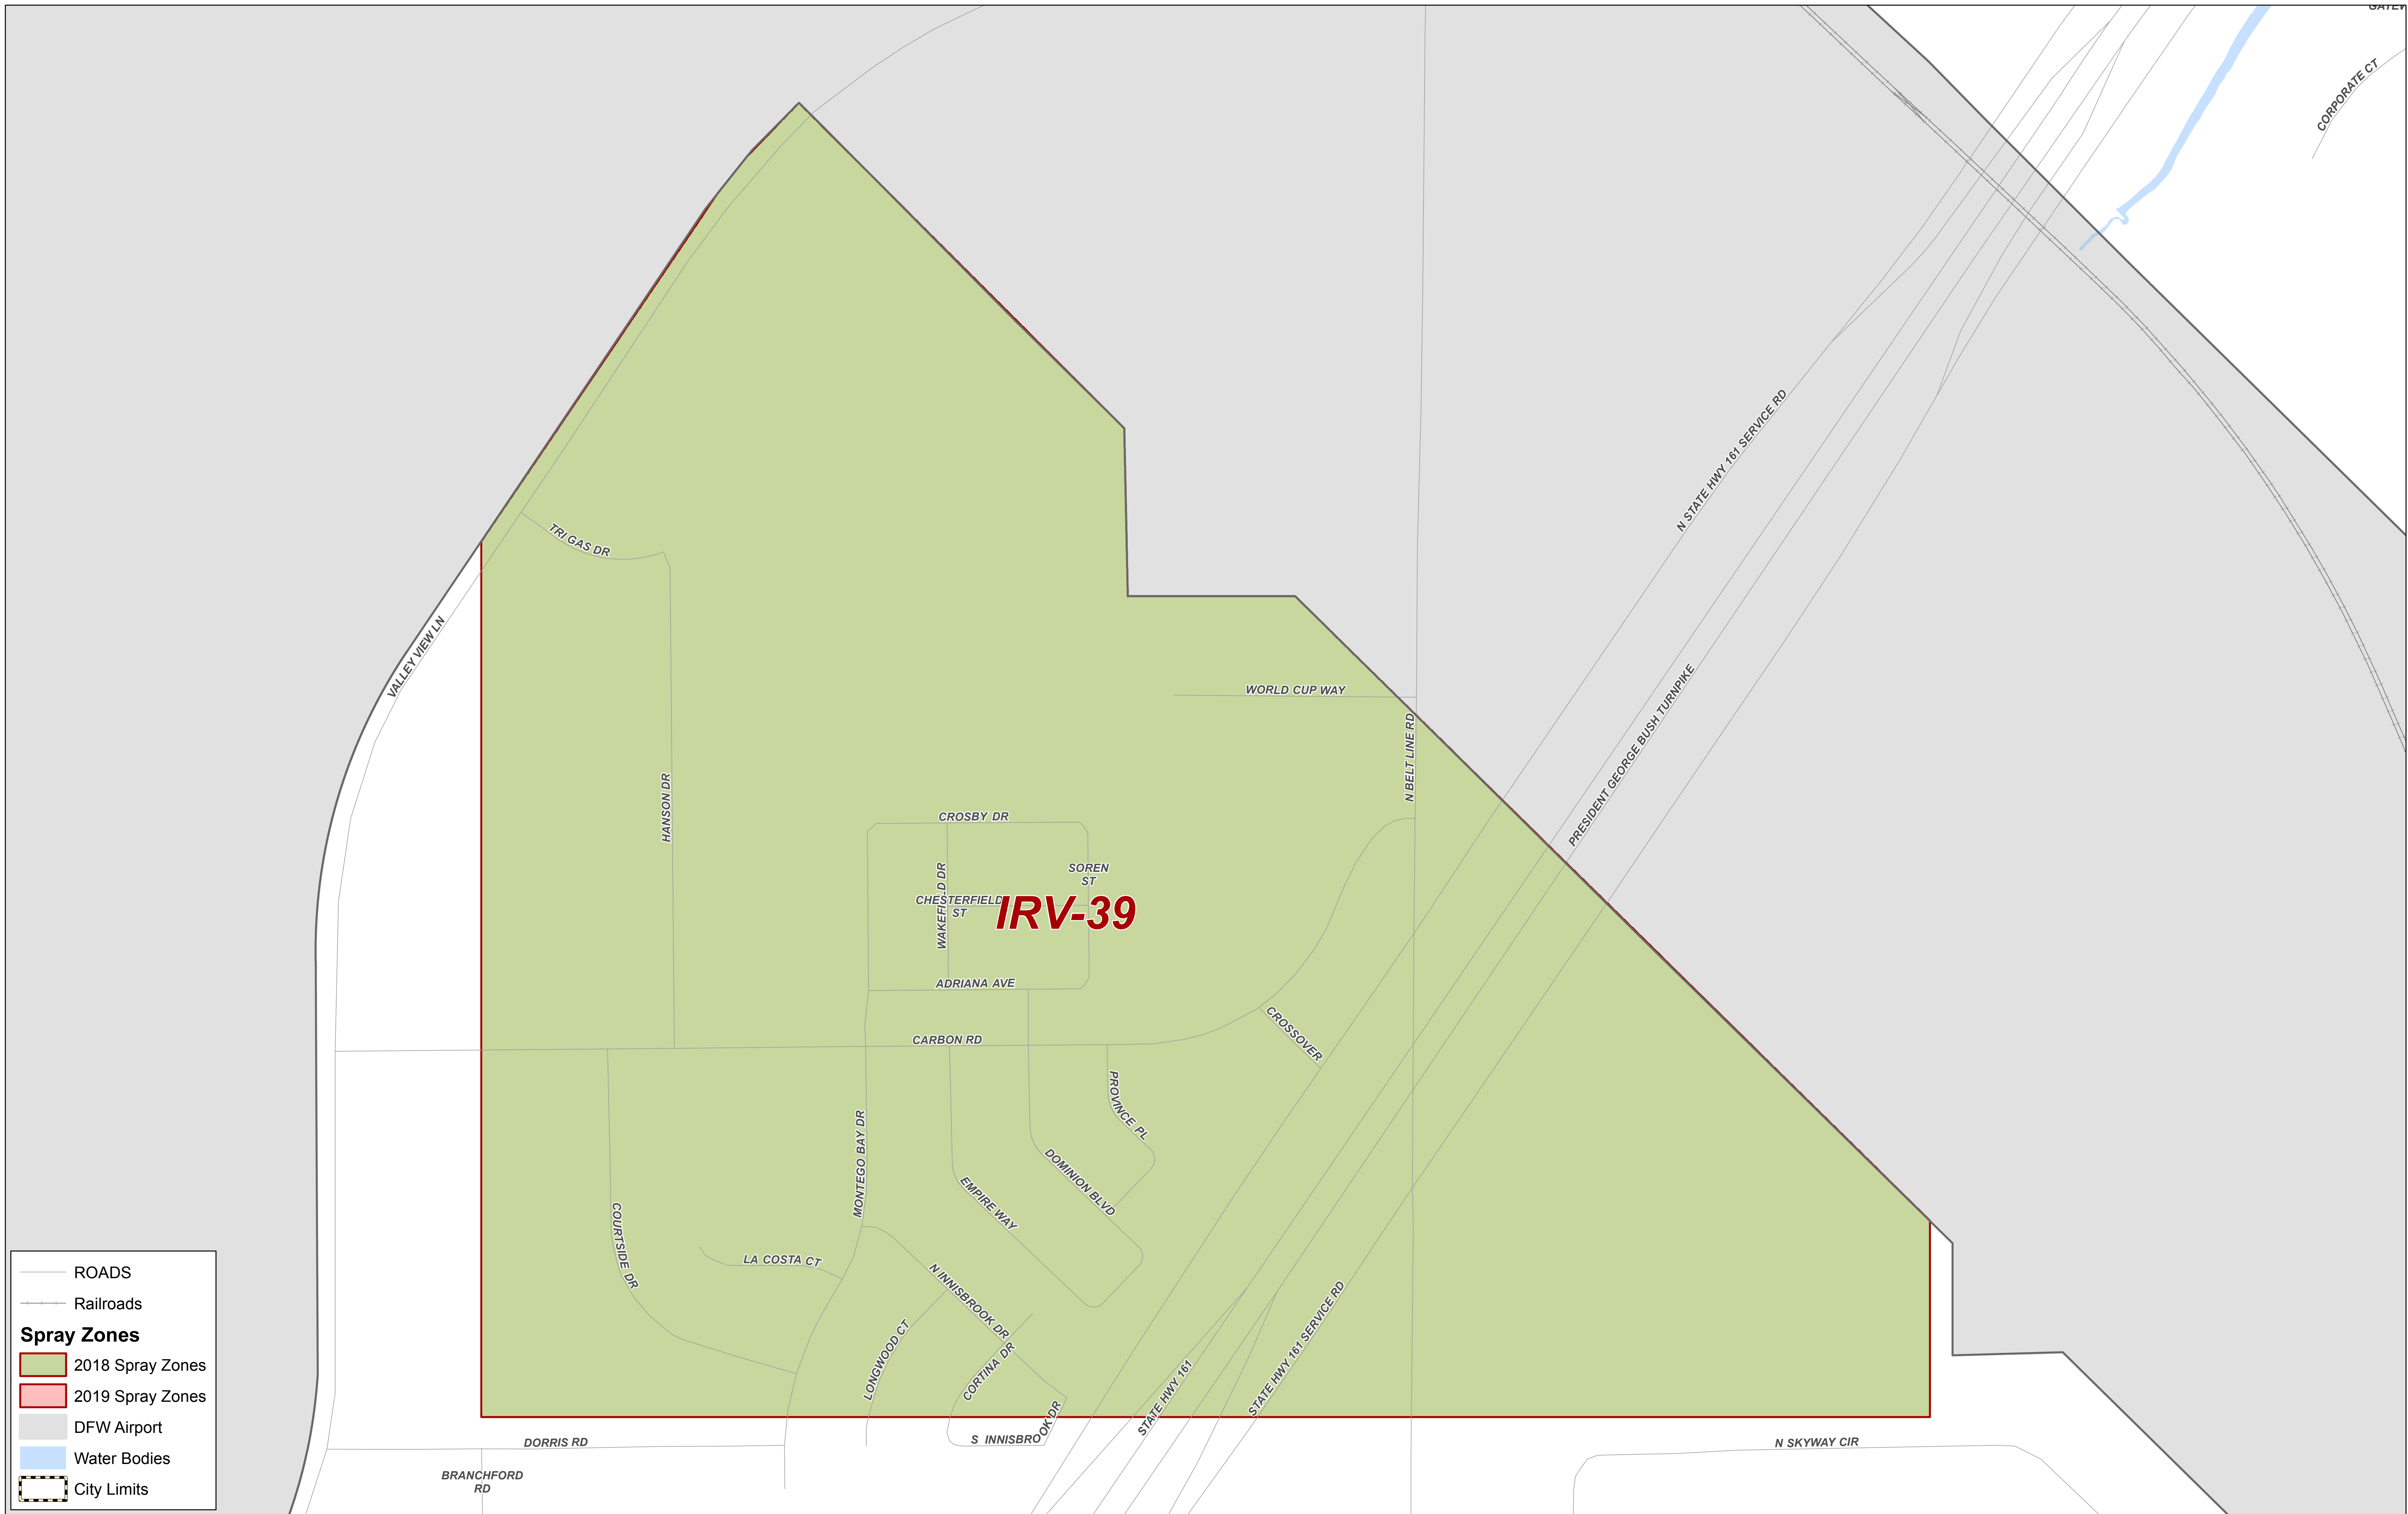 CORPORATE CT
N STATE HWY 161 SERVICE RD
TRI GAS DR
VALLEY VIEW LN
PRESIDENT GEORGE BUSH TURNPIKE
WORLD CUP WAY
N BELT LINE RD
HANSON DR
CROSBY DR
SOREN
ST
WAKEFIELD DR
CHESTERFIELD
ST
IRV-39
ADRIANA AVE
CROSSOVER
CARBON RD
PROVINCE PL
MONTEGO BAY DR
DOMINION BLVD
EMPIRE WAY
COURTSIDE DR
LA COSTA CT
N INNISBROOK DR
LONGWOOD CT
CORTINA DR
STATE HWY 161
STATE HWY 161 SERVICE RD
S INNISBROOK DR
DORRIS RD
N SKYWAY CIR
BRANCHFORD
RD
ROADS
Railroads
Spray Zones
2018 Spray Zones
2019 Spray Zones
DFW Airport
Water Bodies
City Limits